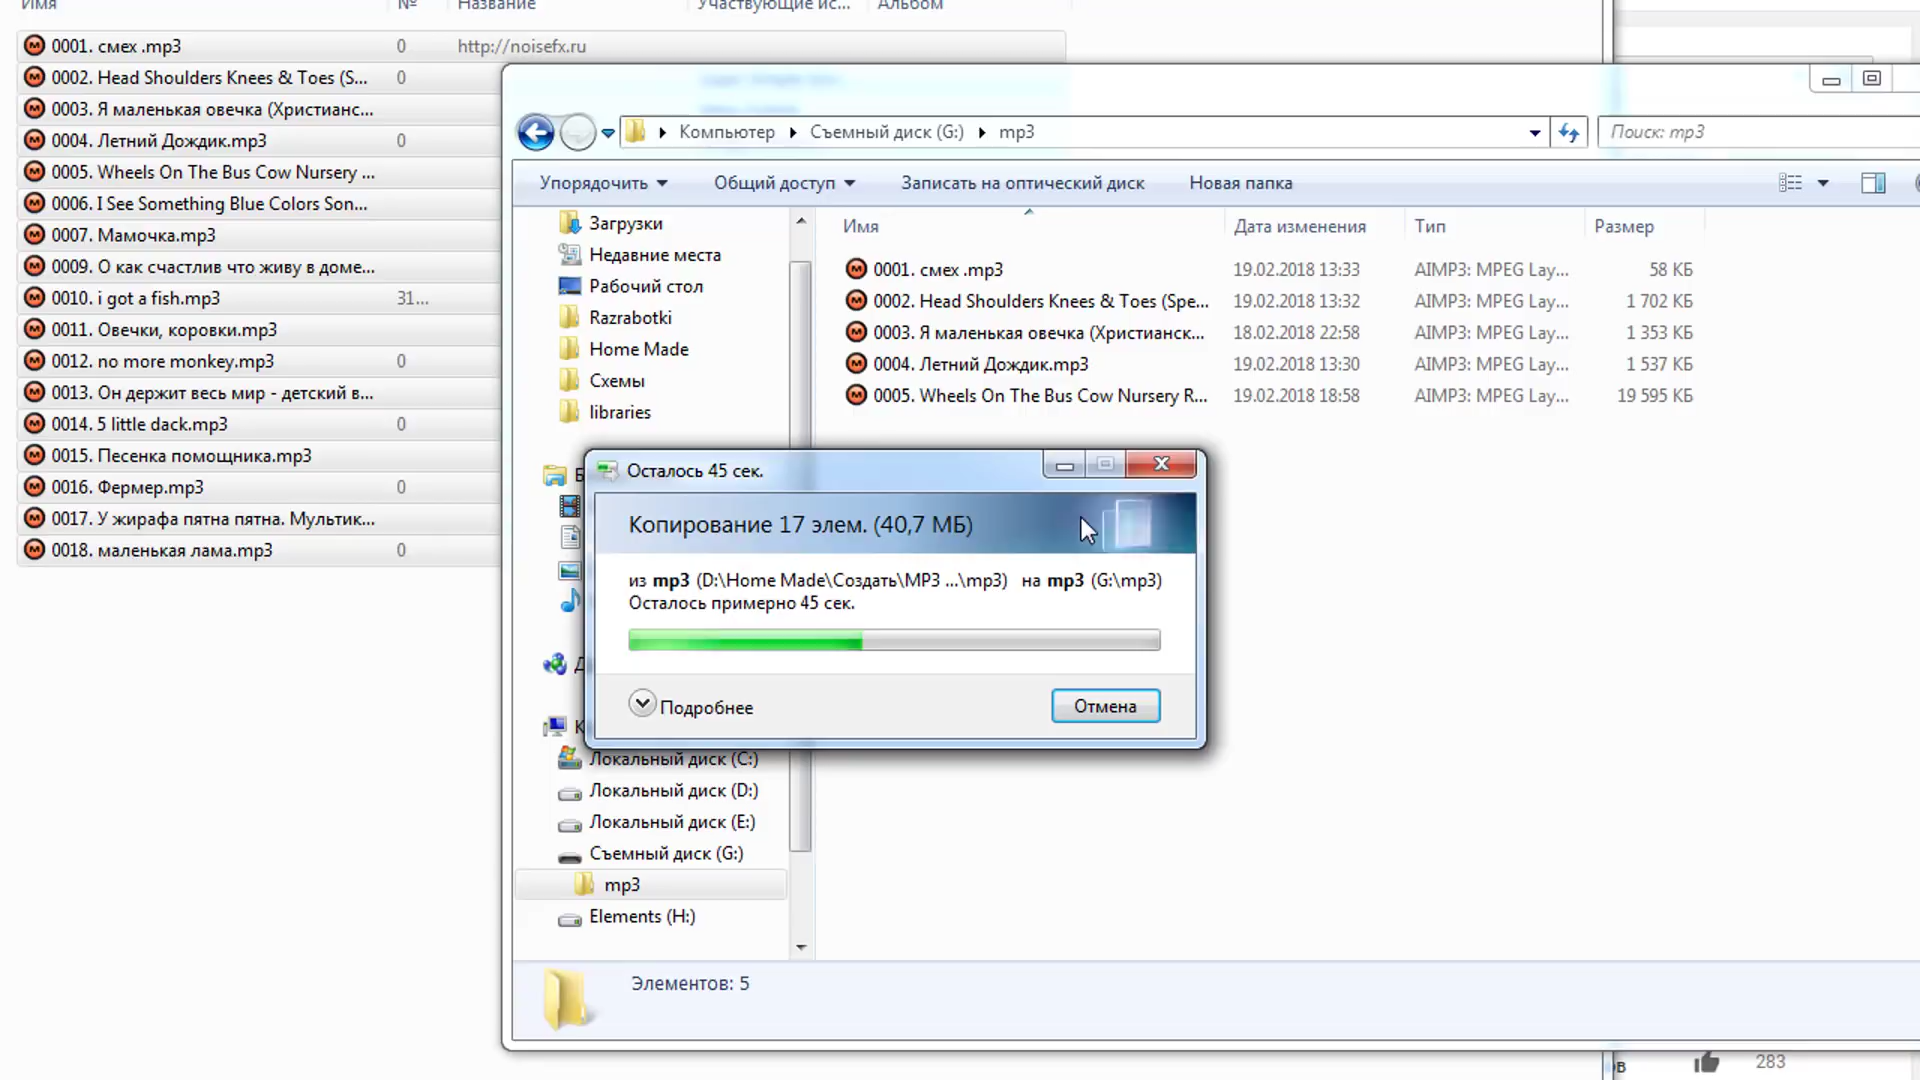 Имя № Название Участвующие ис... Альбом
0001. смех .mp3 0 http://noisefx.ru
0002. Head Shoulders Knees & Toes (S... 0
0003. Я маленькая овечка (Христианс...
0004. Летний Дождик.mp3 0
0005. Wheels On The Bus Cow Nursery ...
0006. I See Something Blue Colors Son...
0007. Мамочка.mp3
0009. О как счастлив что живу в доме...
0010. i got a fish.mp3 31...
0011. Овечки, коровки.mp3
0012. no more monkey.mp3 0
0013. Он держит весь мир - детский в...
0014. 5 little dack.mp3 0
0015. Песенка помощника.mp3
0016. Фермер.mp3 0
0017. У жирафа пятна пятна. Мультик...
0018. маленькая лама.mp3 0
Компьютер Съемный диск (G:) mp3
Поиск: mp3
Упорядочить Общий доступ Записать на оптический диск Новая папка
Загрузки
Недавние места
Рабочий стол
Razrabotki
Home Made
Схемы
libraries
Имя Дата изменения Тип Размер
0001. смех .mp3 19.02.2018 13:33 AIMP3: MPEG Lay... 58 КБ
0002. Head Shoulders Knees & Toes (Spe... 19.02.2018 13:32 AIMP3: MPEG Lay... 1 702 КБ
0003. Я маленькая овечка (Христианск... 18.02.2018 22:58 AIMP3: MPEG Lay... 1 353 КБ
0004. Летний Дождик.mp3 19.02.2018 13:30 AIMP3: MPEG Lay... 1 537 КБ
0005. Wheels On The Bus Cow Nursery R... 19.02.2018 18:58 AIMP3: MPEG Lay... 19 595 КБ
Осталось 45 сек.
Копирование 17 элем. (40,7 МБ)
из mp3 (D:\Home Made\Создать\MP3 ...\mp3) на mp3 (G:\mp3)
Осталось примерно 45 сек.
Подробнее
Отмена
Локальный диск (C:)
Локальный диск (D:)
Локальный диск (E:)
Съемный диск (G:)
mp3
Elements (H:)
Элементов: 5
283